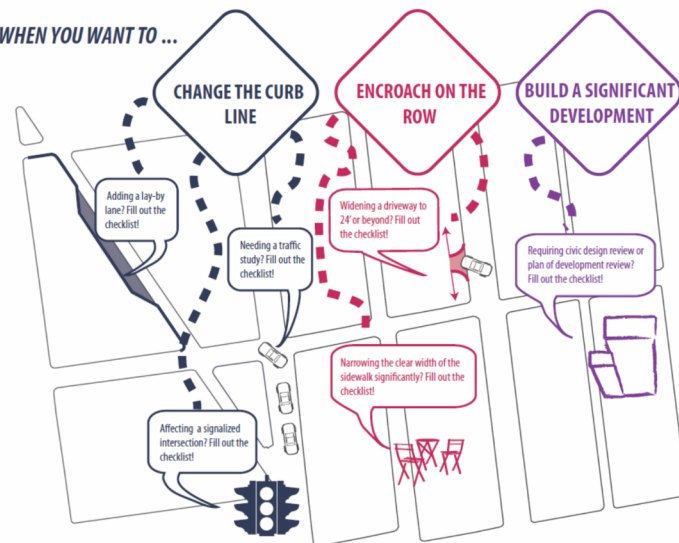 WHEN YOU WANT TO ...
CHANGE THE CURB
LINE
ENCROACH ON THE
ROW
BUILD A SIGNIFICANT
DEVELOPMENT
Adding a lay-by
lane? Fill out the
checklist!
Needing a traffic
study? Fill out the
checklist!
Affecting a signalized
intersection? Fill out the
checklist!
Widening a driveway to
24' or beyond? Fill out
the checklist!
Narrowing the clear width of the
sidewalk significantly? Fill out the
checklist!
Requiring civic design review or
plan of development review?
Fill out the checklist!